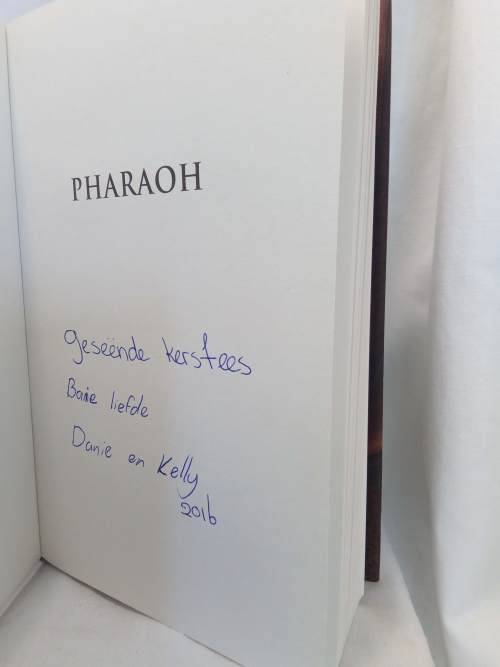 PHARAOH
geseënde kersfees
Baie liefde
Danie en Kelly
2016